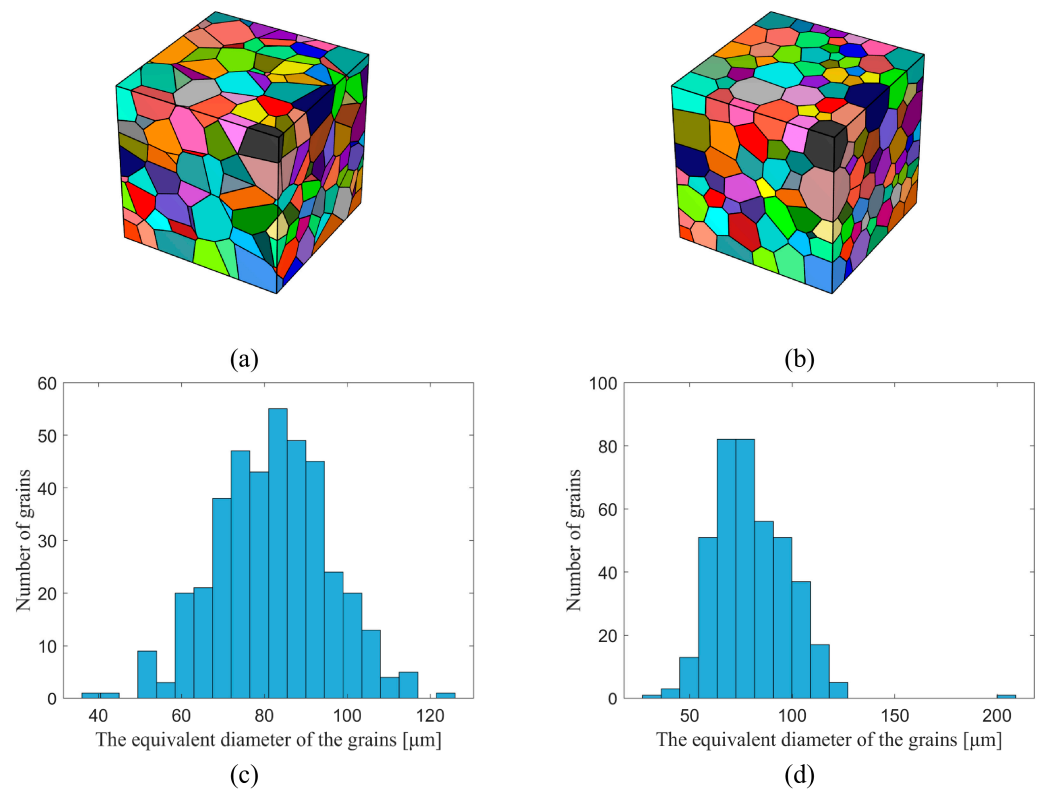 (a)
(b)
60
50
40
30
20
10
0
Number of grains
40
60
80
100
120
The equivalent diameter of the grains [μm]
(c)
100
80
60
40
20
0
Number of grains
50
100
150
200
The equivalent diameter of the grains [μm]
(d)